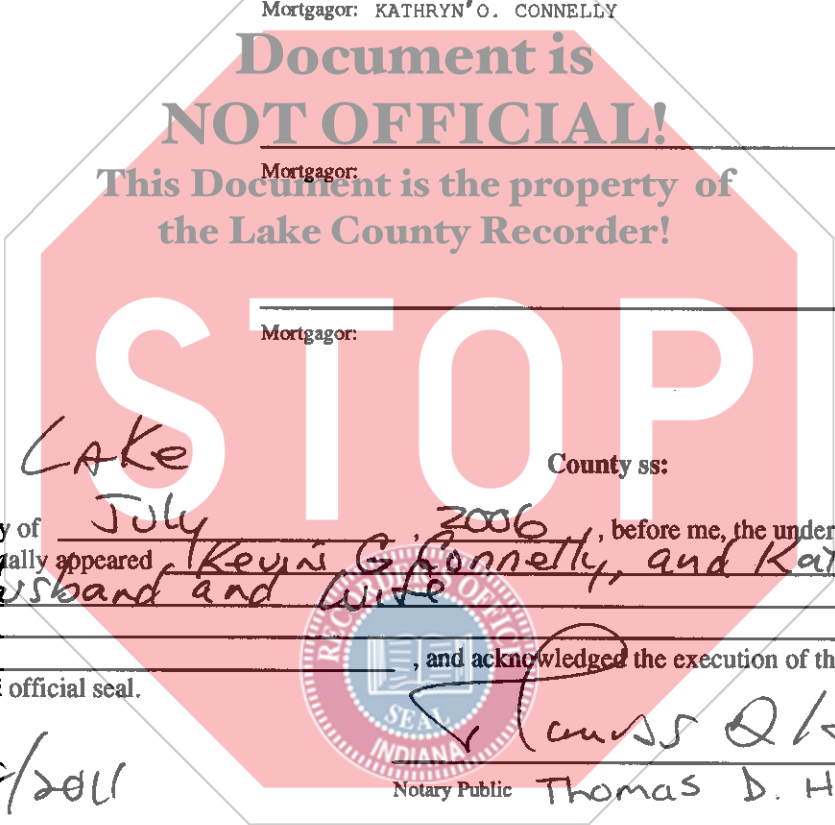 Mortgagor: KATHRYN O. CONNELLY
Document is
NOT OFFICIAL!
Mortgagor:
This Document is the property of
the Lake County Recorder!
Mortgagor:
STOP
LAKe
County ss:
y of July, 2006, before me, the under
ally appeared Kevin G Connelly, and Kat
usband and wife
RECORDER'S OFFICE
, and acknowledged the execution of th
official seal.
SEAL
INDIANA
/2011
Notary Public Thomas D. H